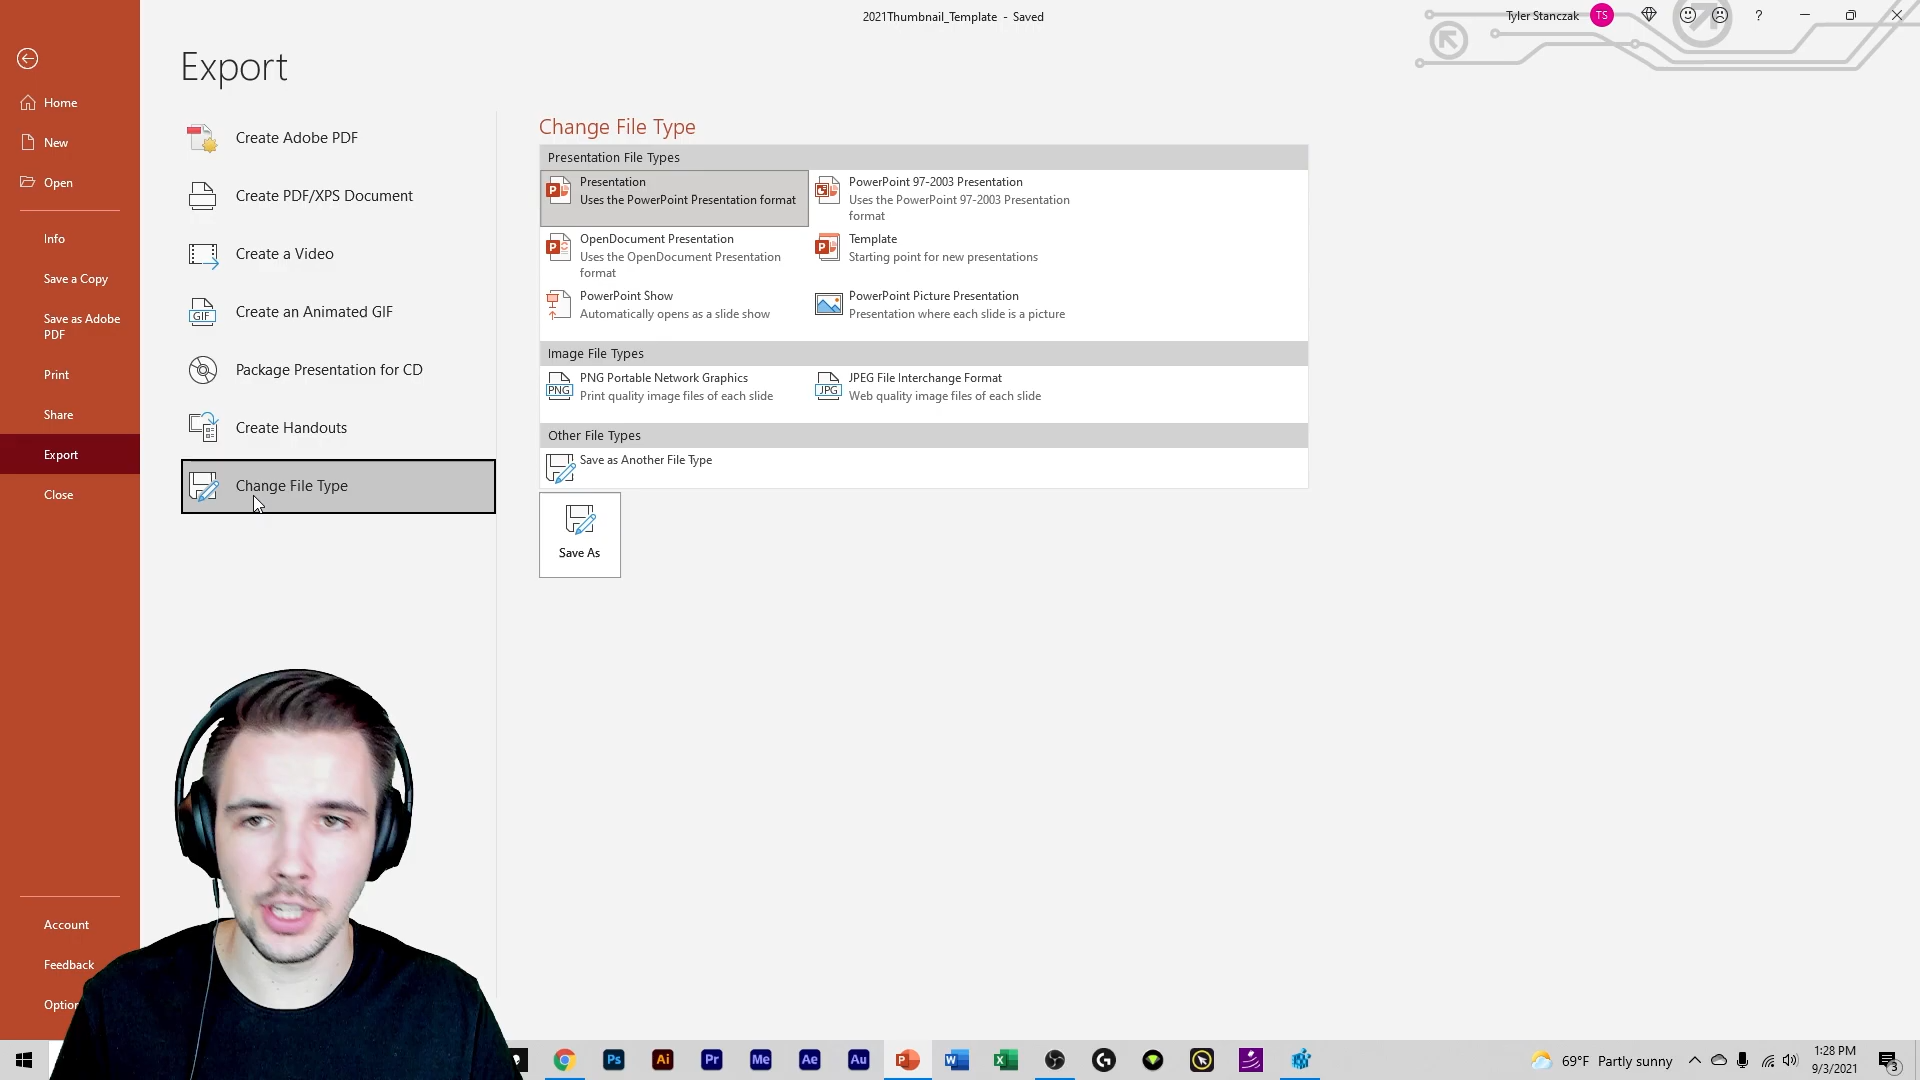 2021Thumbnail_Template - Saved
Tyler Stanczak
TS
?
Export
Home
New
Open
Info
Save a Copy
Save as Adobe
PDF
Print
Share
Export
Close
Account
Feedback
Create Adobe PDF
Create PDF/XPS Document
Create a Video
GIF
Create an Animated GIF
Package Presentation for CD
Create Handouts
Change File Type
Change File Type
Presentation File Types
Presentation
Uses the PowerPoint Presentation format
PowerPoint 97-2003 Presentation
Uses the PowerPoint 97-2003 Presentation
format
OpenDocument Presentation
Uses the OpenDocument Presentation
format
Template
Starting point for new presentations
PowerPoint Show
Automatically opens as a slide show
PowerPoint Picture Presentation
Presentation where each slide is a picture
Image File Types
PNG
PNG Portable Network Graphics
Print quality image files of each slide
JPG
JPEG File Interchange Format
Web quality image files of each slide
Other File Types
Save as Another File Type
Save As
Ps
Ai
Pr
Me
Ae
Au
69°F Partly sunny
1:28 PM
9/3/2021
3